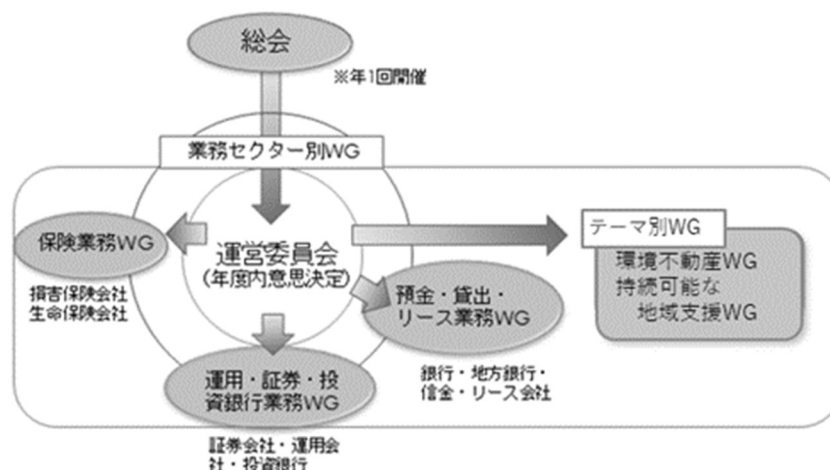 総会
※年1回開催
業務セクター別WG
保険業務WG
損害保険会社
生命保険会社
運営委員会
(年度内意思決定)
預金・貸出・
リース業務WG
銀行・地方銀行・
信金・リース会社
運用・証券・投
資銀行業務WG
証券会社・運用会
社・投資銀行
テーマ別WG
環境不動産WG
持続可能な
地域支援WG